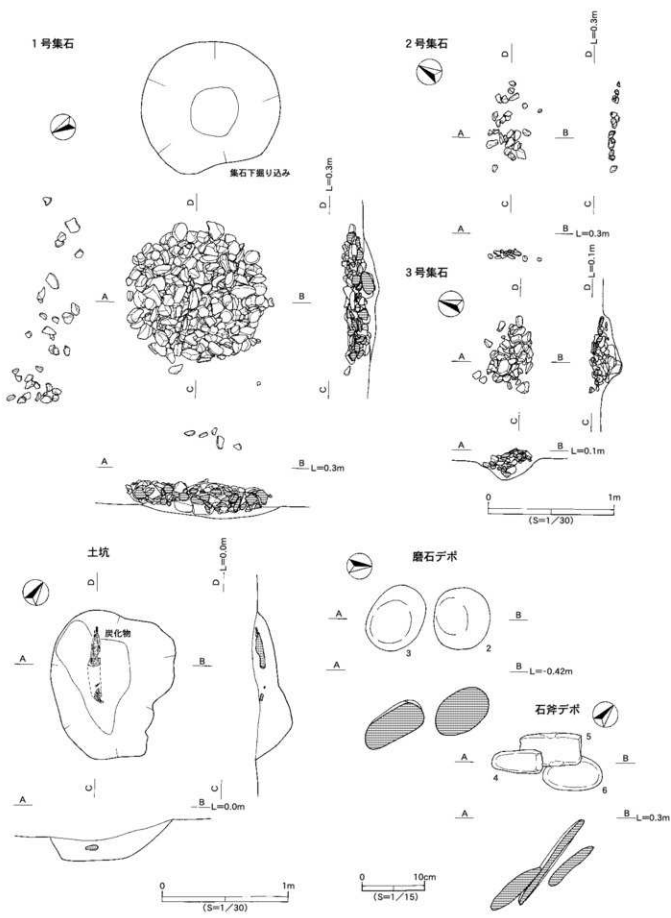 1号集石
集石下掘り込み
D
L=0.3m
D
A
B
C
C
A
B L=0.3m
2号集石
D
D L=0.3m
A
B
C
C
A
B L=0.3m
3号集石
D
D L=0.1m
A
B
C
C
A
B L=0.1m
0 1m
(S=1/30)
土坑
D
D L=0.0m
炭化物
A
B
C
C
A
B L=0.0m
0 1m
(S=1/30)
磨石デポ
A
B
3
2
A
B L=-0.42m
石斧デポ
5
A
4
B
6
A
B L=0.3m
0 10cm
(S=1/15)